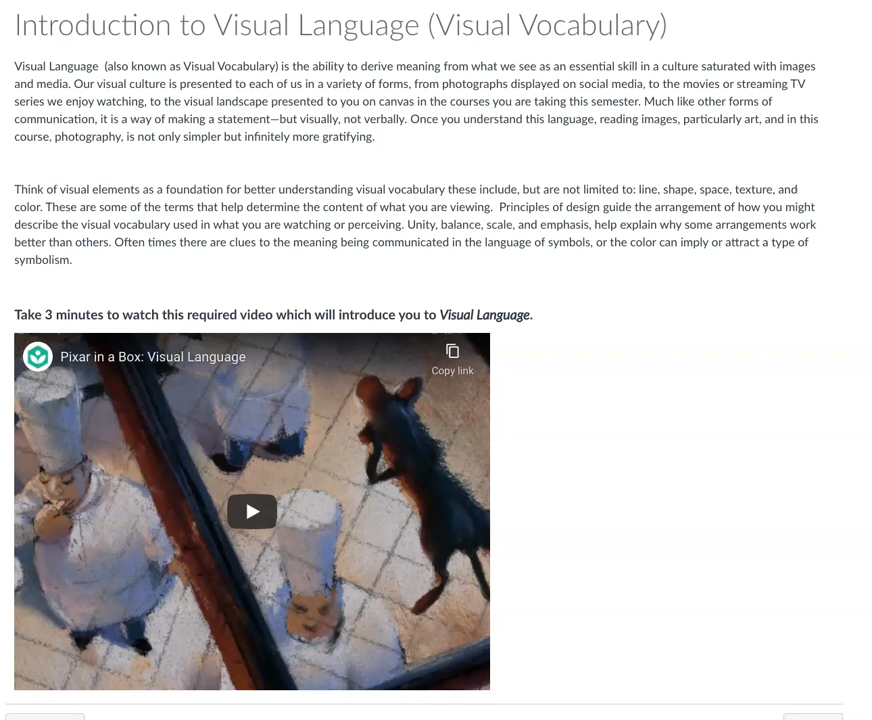 Introduction to Visual Language (Visual Vocabulary)
Visual Language  (also known as Visual Vocabulary) is the ability to derive meaning from what we see as an essential skill in a culture saturated with images
and media. Our visual culture is presented to each of us in a variety of forms, from photographs displayed on social media, to the movies or streaming TV
series we enjoy watching, to the visual landscape presented to you on canvas in the courses you are taking this semester. Much like other forms of
communication, it is a way of making a statement—but visually, not verbally. Once you understand this language, reading images, particularly art, and in this
course, photography, is not only simpler but infinitely more gratifying.
Think of visual elements as a foundation for better understanding visual vocabulary these include, but are not limited to: line, shape, space, texture, and
color. These are some of the terms that help determine the content of what you are viewing.  Principles of design guide the arrangement of how you might
describe the visual vocabulary used in what you are watching or perceiving. Unity, balance, scale, and emphasis, help explain why some arrangements work
better than others. Often times there are clues to the meaning being communicated in the language of symbols, or the color can imply or attract a type of
symbolism.
Take 3 minutes to watch this required video which will introduce you to Visual Language.
Pixar in a Box: Visual Language
Copy link